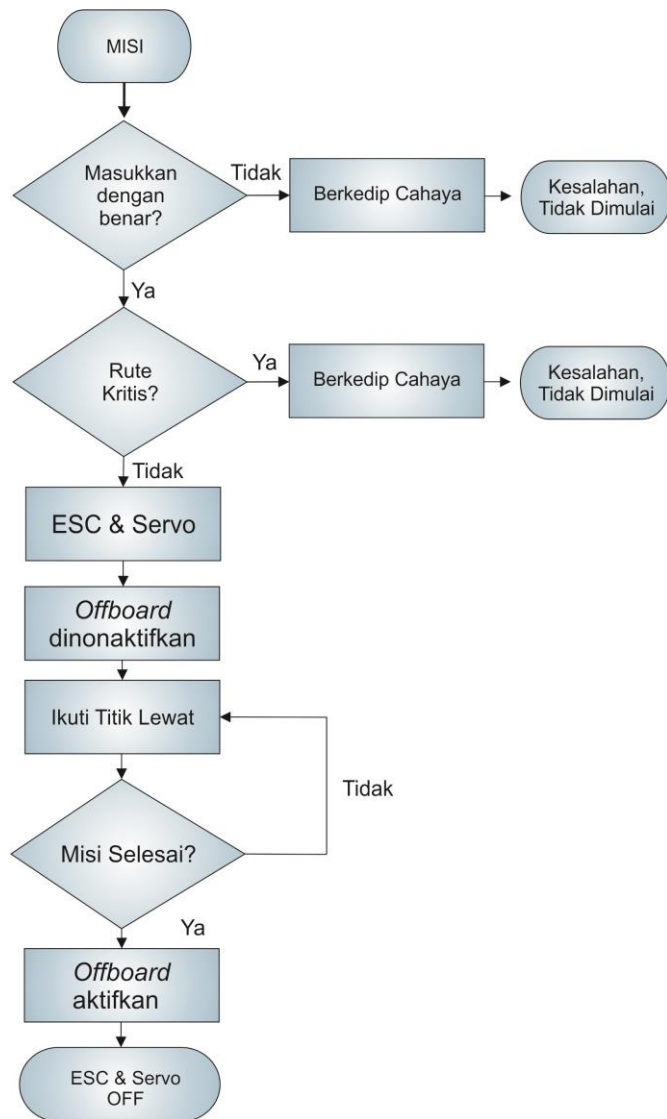 MISI
Masukkan
dengan
benar?
Tidak
Berkedip Cahaya
Kesalahan,
Tidak Dimulai
Ya
Rute
Kritis?
Ya
Berkedip Cahaya
Kesalahan,
Tidak Dimulai
Tidak
ESC & Servo
Offboard
dinonaktifkan
Ikuti Titik Lewat
Tidak
Misi Selesai?
Ya
Offboard
aktifkan
ESC & Servo
OFF